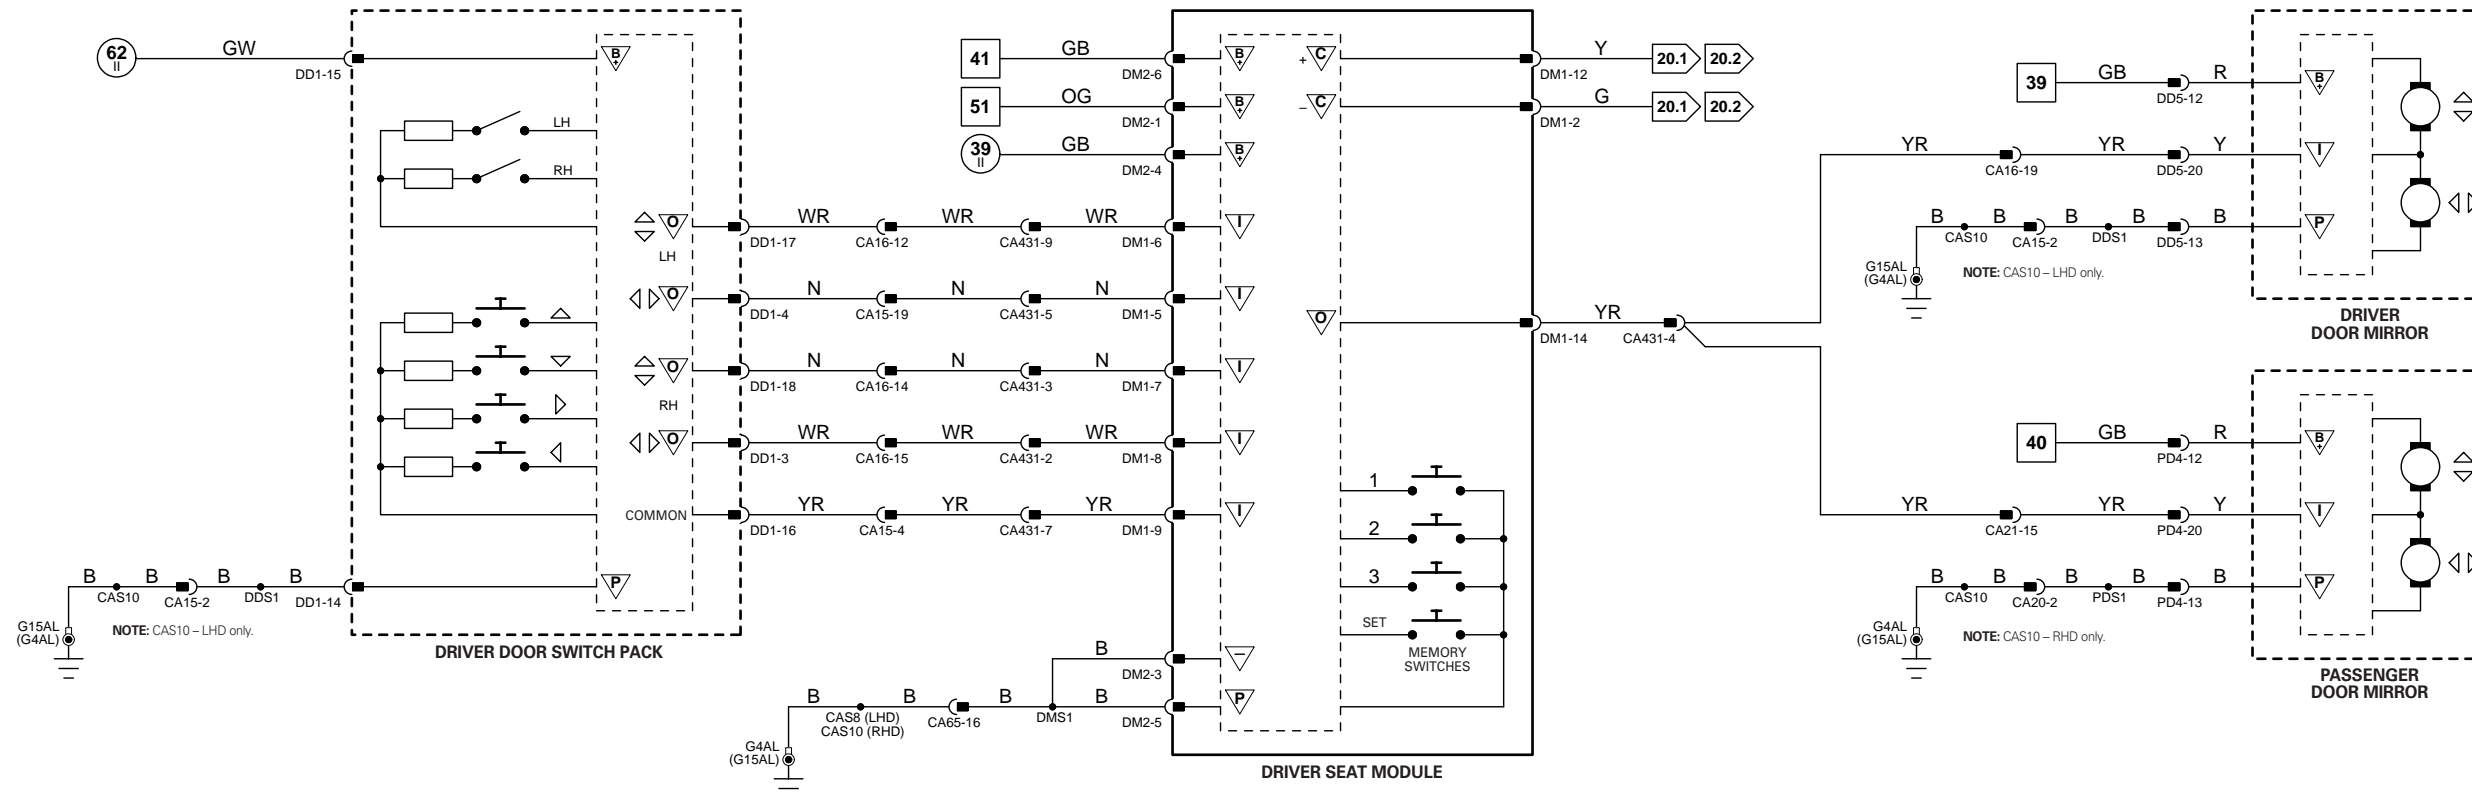 62
II
GW
DD1-15
B
+
LH
RH
O
LH
O
O
RH
O
COMMON
P
B B B B
CAS10 CA15-2 DDS1 DD1-14
G15AL
(G4AL)
NOTE: CAS10 – LHD only.
DRIVER DOOR SWITCH PACK
DD1-17 WR CA16-12 WR CA431-9 WR DM1-6
DD1-4 N CA15-19 N CA431-5 N DM1-5
DD1-18 N CA16-14 N CA431-3 N DM1-7
DD1-3 WR CA16-15 WR CA431-2 WR DM1-8
DD1-16 YR CA15-4 YR CA431-7 YR DM1-9
41 GB DM2-6
51 OG DM2-1
39
II
GB DM2-4
B
+
B
+
B
+
I
I
I
I
I
–
P
+ C
– C
O
1
2
3
SET
MEMORY
SWITCHES
B
DM2-3
B B B B
CAS8 (LHD)
CAS10 (RHD)
CA65-16 DMS1 DM2-5
G4AL
(G15AL)
DRIVER SEAT MODULE
DM1-12 Y 20.1 20.2
DM1-2 G 20.1 20.2
DM1-14 YR CA431-4
39 GB DD5-12 R B
+
YR CA16-19 YR DD5-20 Y I
B B B B B P
CAS10 CA15-2 DDS1 DD5-13
G15AL
(G4AL)
NOTE: CAS10 – LHD only.
DRIVER
DOOR MIRROR
40 GB PD4-12 R B
+
YR CA21-15 YR PD4-20 Y I
B B B B B P
CAS10 CA20-2 PDS1 PD4-13
G4AL
(G15AL)
NOTE: CAS10 – RHD only.
PASSENGER
DOOR MIRROR